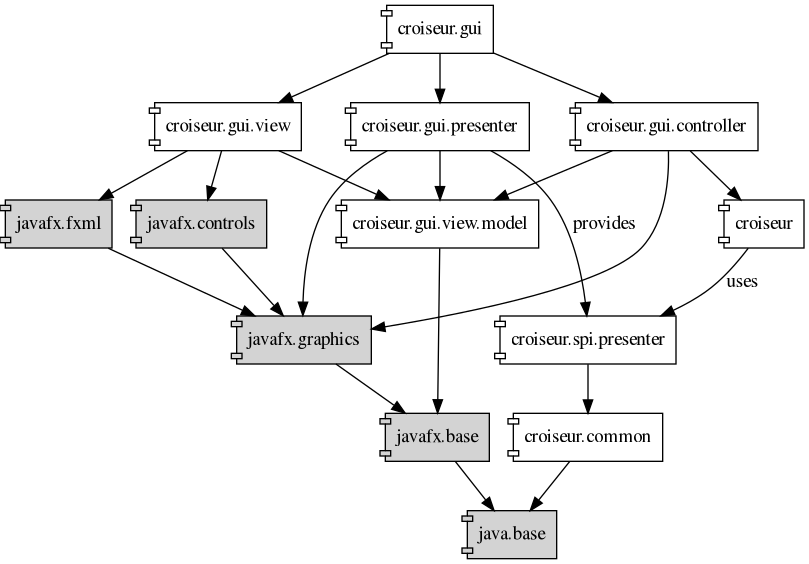 croiseur.gui
croiseur.gui.view
croiseur.gui.presenter
croiseur.gui.controller
javafx.fxml
javafx.controls
croiseur.gui.view.model
provides
croiseur
uses
javafx.graphics
croiseur.spi.presenter
javafx.base
croiseur.common
java.base